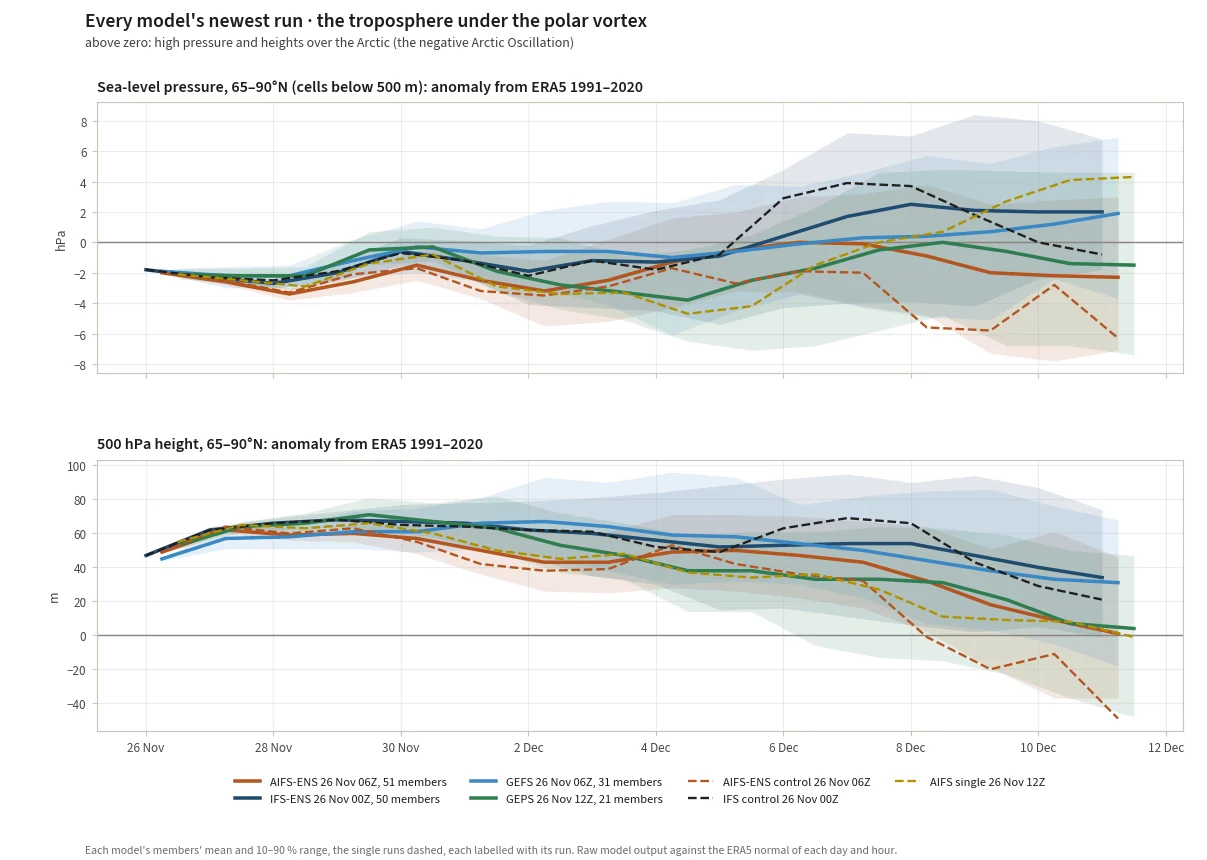 Every model's newest run · the troposphere under the polar vortex
above zero: high pressure and heights over the Arctic (the negative Arctic Oscillation)
Sea-level pressure, 65–90°N (cells below 500 m): anomaly from ERA5 1991–2020
8
6
4
2
0
−2
−4
−6
−8
hPa
500 hPa height, 65–90°N: anomaly from ERA5 1991–2020
100
80
60
40
20
0
−20
−40
m
26 Nov 28 Nov 30 Nov 2 Dec 4 Dec 6 Dec 8 Dec 10 Dec 12 Dec
AIFS-ENS 26 Nov 06Z, 51 members GEFS 26 Nov 06Z, 31 members AIFS-ENS control 26 Nov 06Z AIFS single 26 Nov 12Z
IFS-ENS 26 Nov 00Z, 50 members GEPS 26 Nov 12Z, 21 members IFS control 26 Nov 00Z
Each model's members' mean and 10–90 % range, the single runs dashed, each labelled with its run. Raw model output against the ERA5 normal of each day and hour.